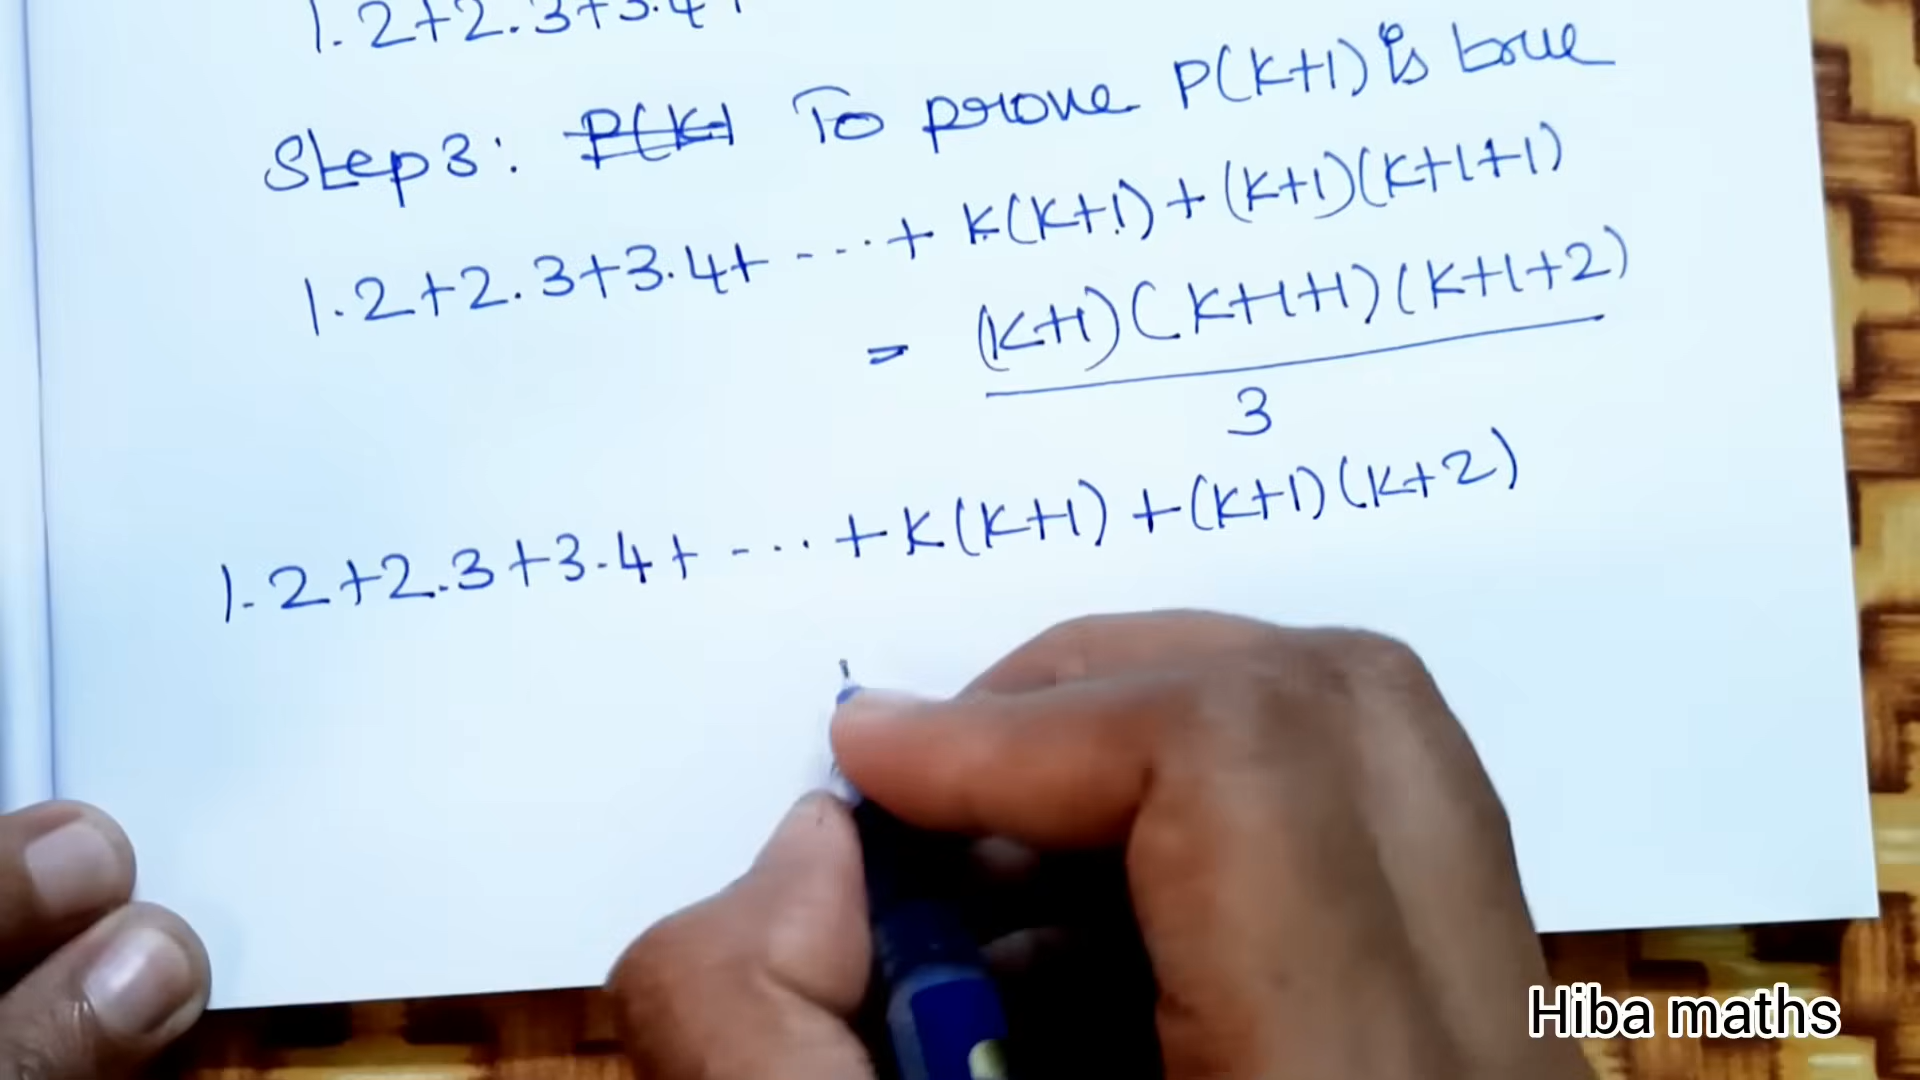 1.2+2.3+3.4+
Step 3: P(K+1 To prove P(K+1) is true
1.2+2.3+3.4+ ---- + K(K+1) + (K+1)(K+1+1)
= (K+1)(K+1+1)(K+1+2)
3
1.2+2.3+3.4+ ---- + K(K+1) + (K+1)(K+2)
Hiba maths